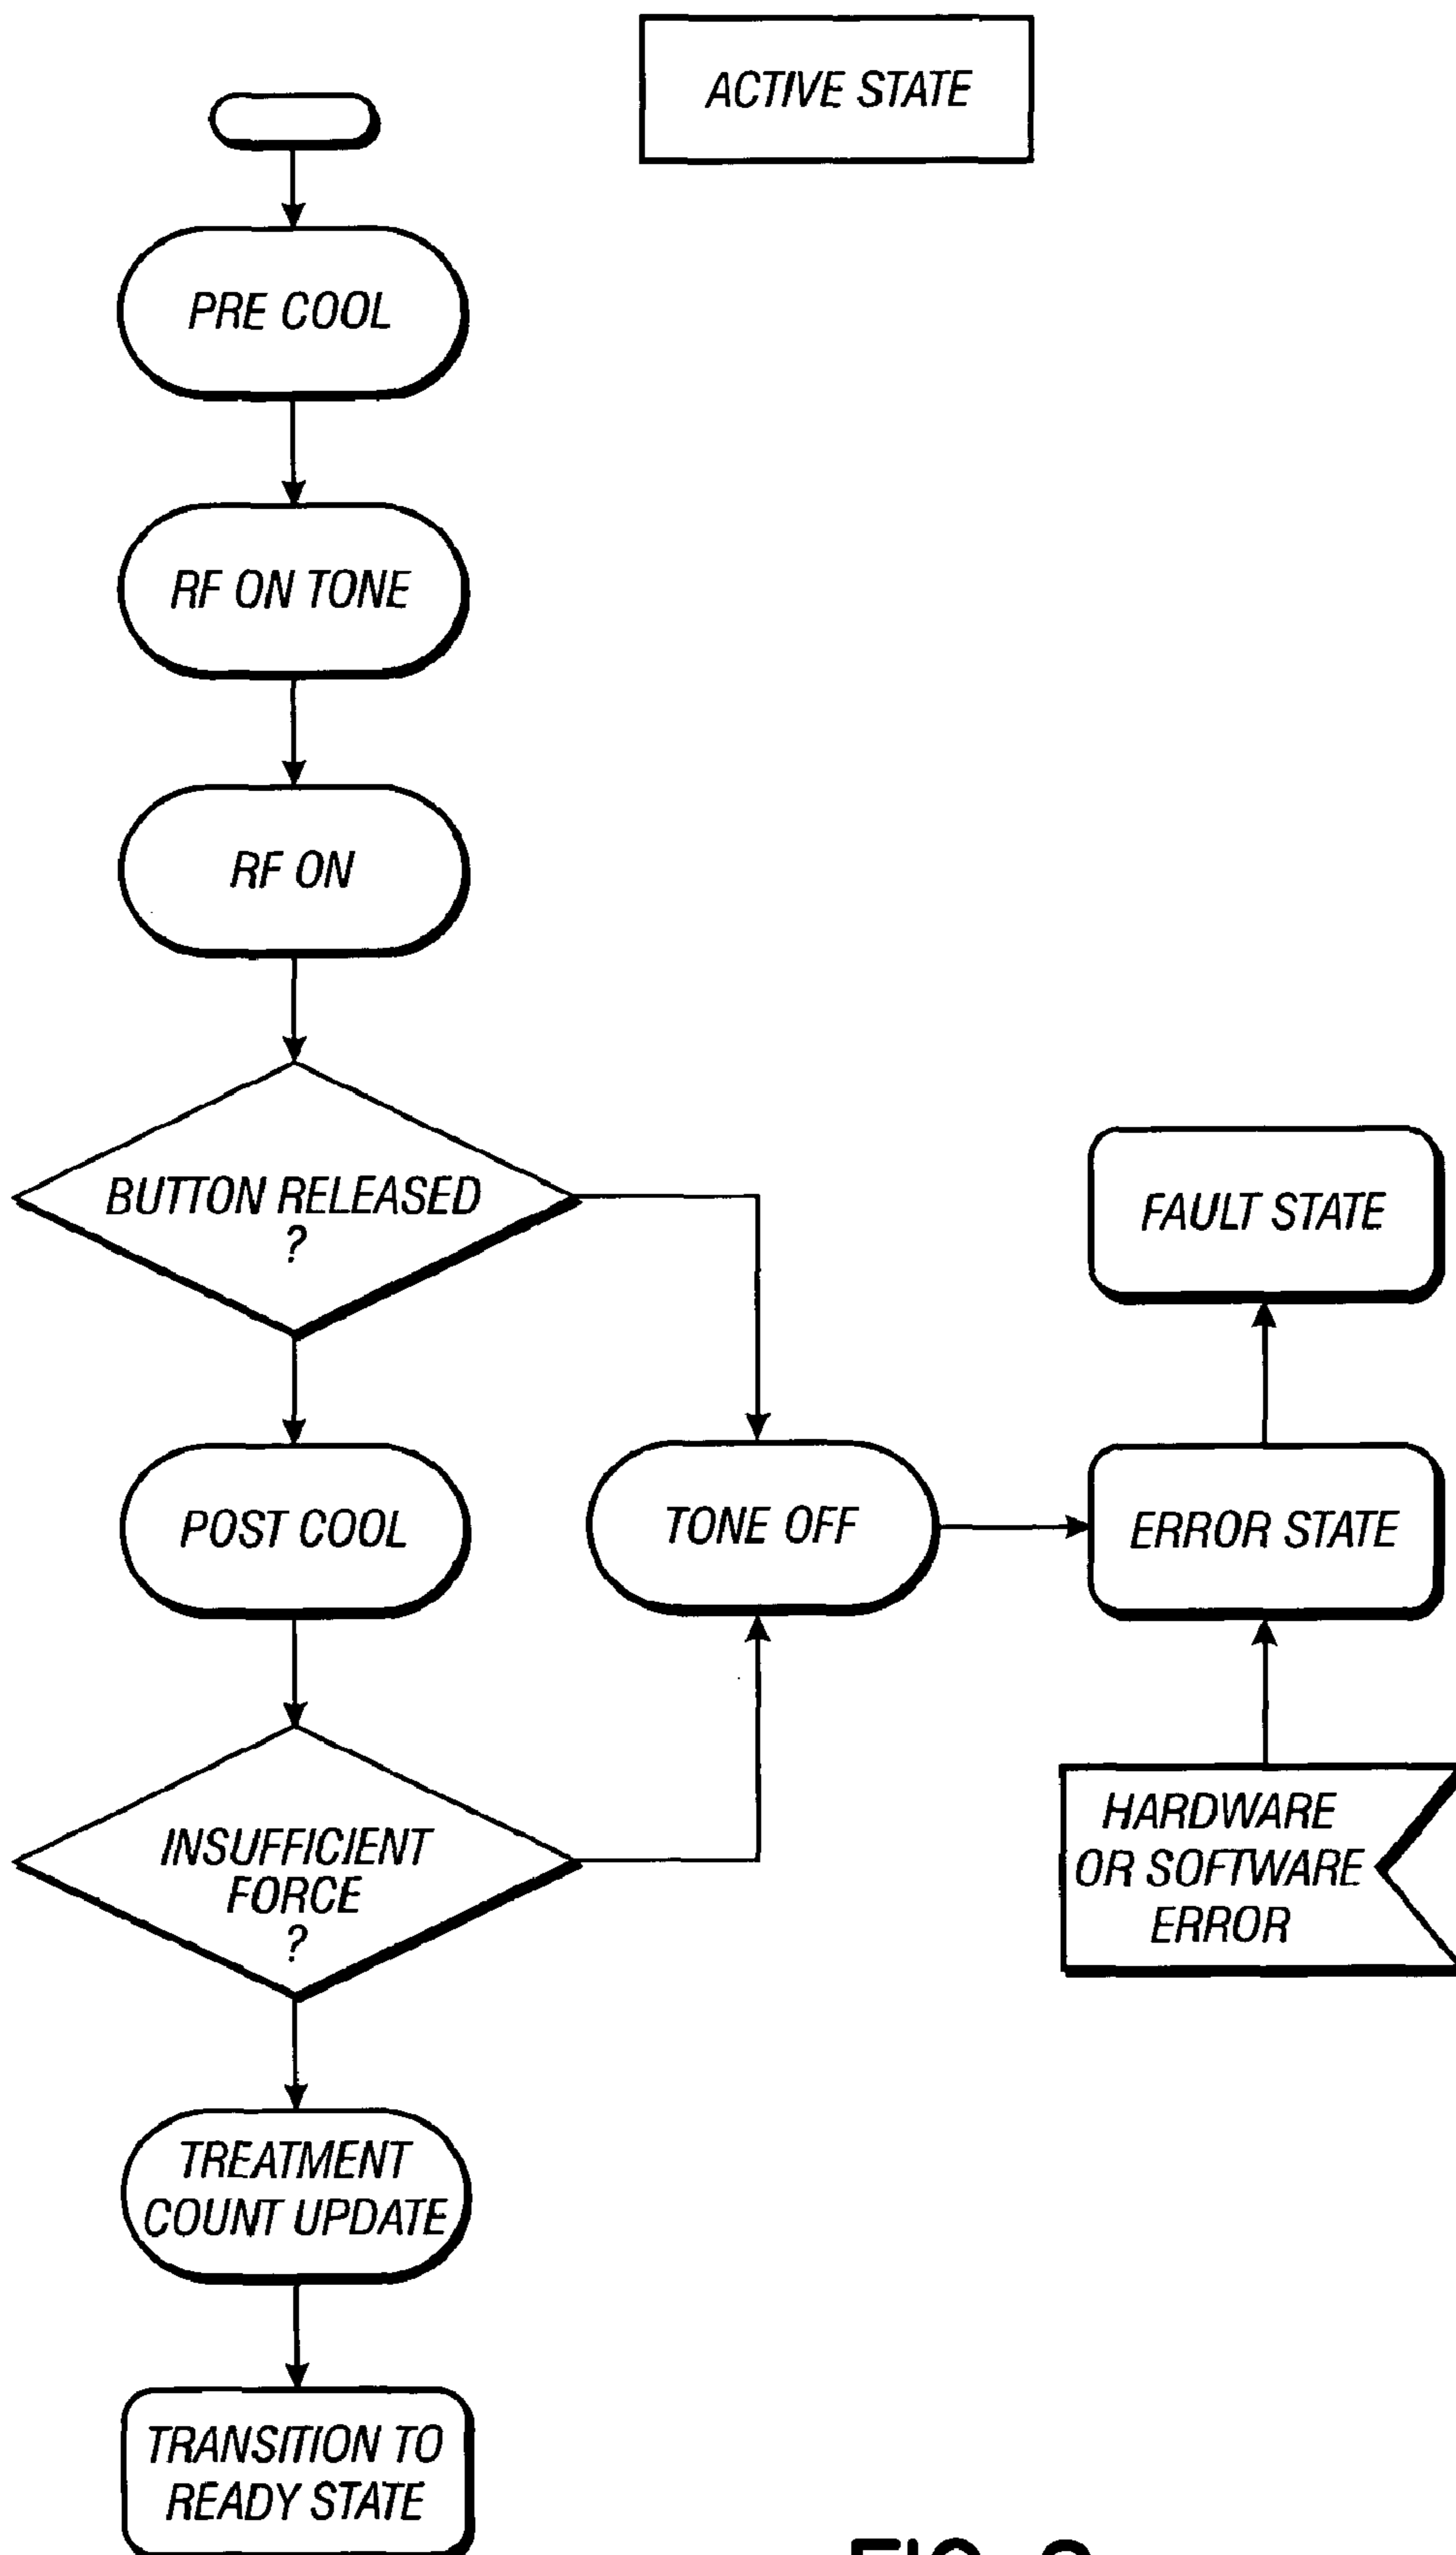 ACTIVE STATE
PRE COOL
RF ON TONE
RF ON
BUTTON RELEASED
?
FAULT STATE
POST COOL
TONE OFF
ERROR STATE
INSUFFICIENT
FORCE
?
HARDWARE
OR SOFTWARE
ERROR
TREATMENT
COUNT UPDATE
TRANSITION TO
READY STATE